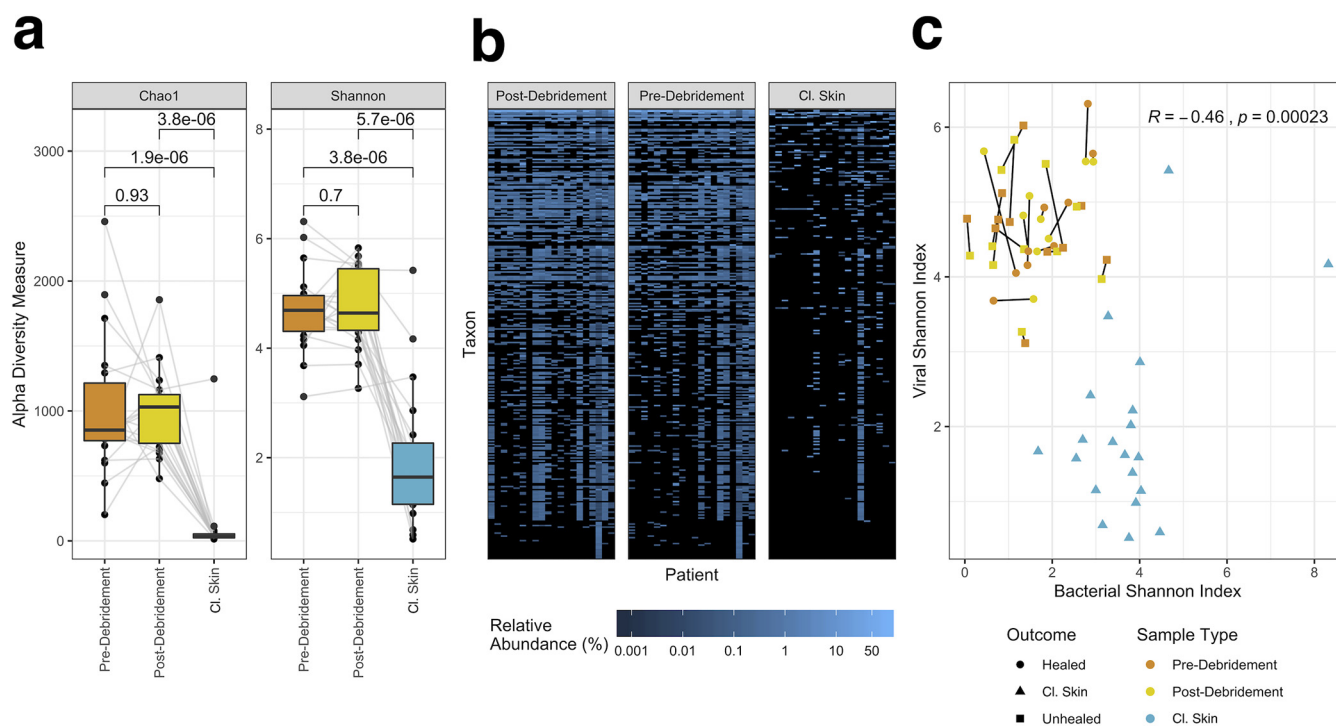 a
b
c
Chao1
Shannon
3.8e-06
1.9e-06
0.93
5.7e-06
3.8e-06
0.7
Alpha Diversity Measure
3000
2000
1000
0
8
6
4
2
Pre-Debridement
Post-Debridement
Cl. Skin
Pre-Debridement
Post-Debridement
Cl. Skin
Post-Debridement
Pre-Debridement
Cl. Skin
Taxon
Patient
Relative
Abundance (%)
0.001 0.01 0.1 1 10 50
R = −0.46 , p = 0.00023
Viral Shannon Index
6
4
2
0 2 4 6 8
Bacterial Shannon Index
Outcome
Healed
Cl. Skin
Unhealed
Sample Type
Pre-Debridement
Post-Debridement
Cl. Skin